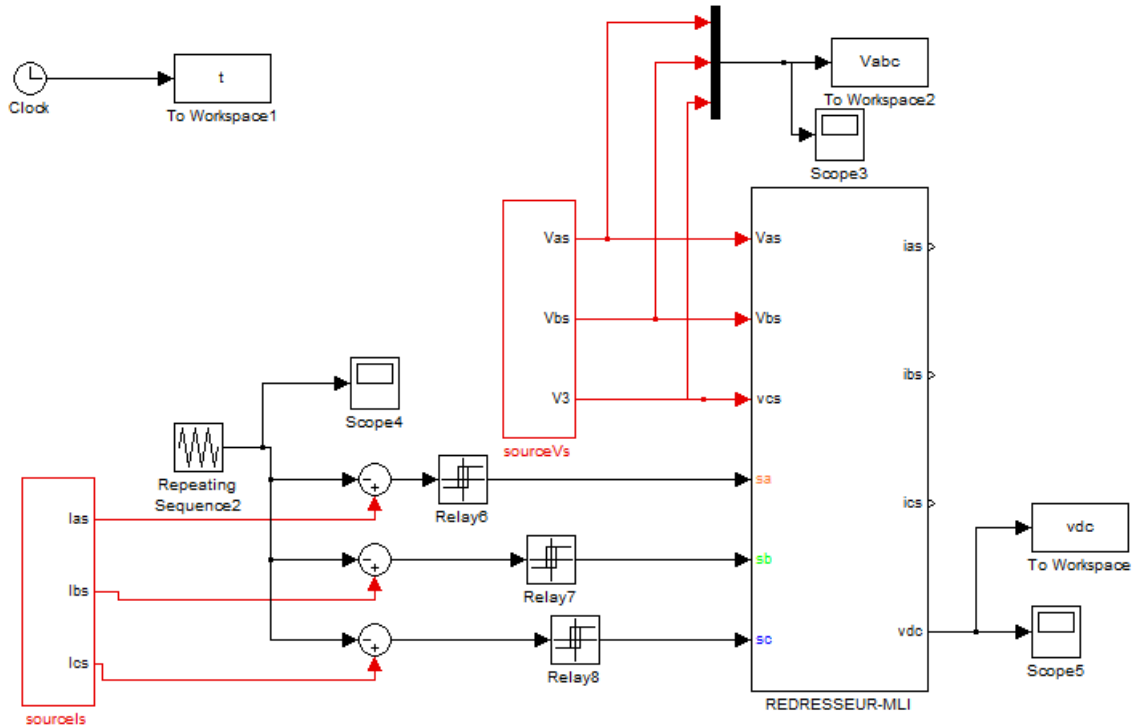 Clock
t
To Workspace1
Vabc
To Workspace2
Scope3
Vas
Vbs
V3
sourceVs
Vas
Vbs
vcs
sa
sb
sc
ias
ibs
ics
vdc
REDRESSEUR-MLI
Scope4
Repeating
Sequence2
Ias
Ibs
Ics
sourceIs
Relay6
Relay7
Relay8
vdc
To Workspace
Scope5